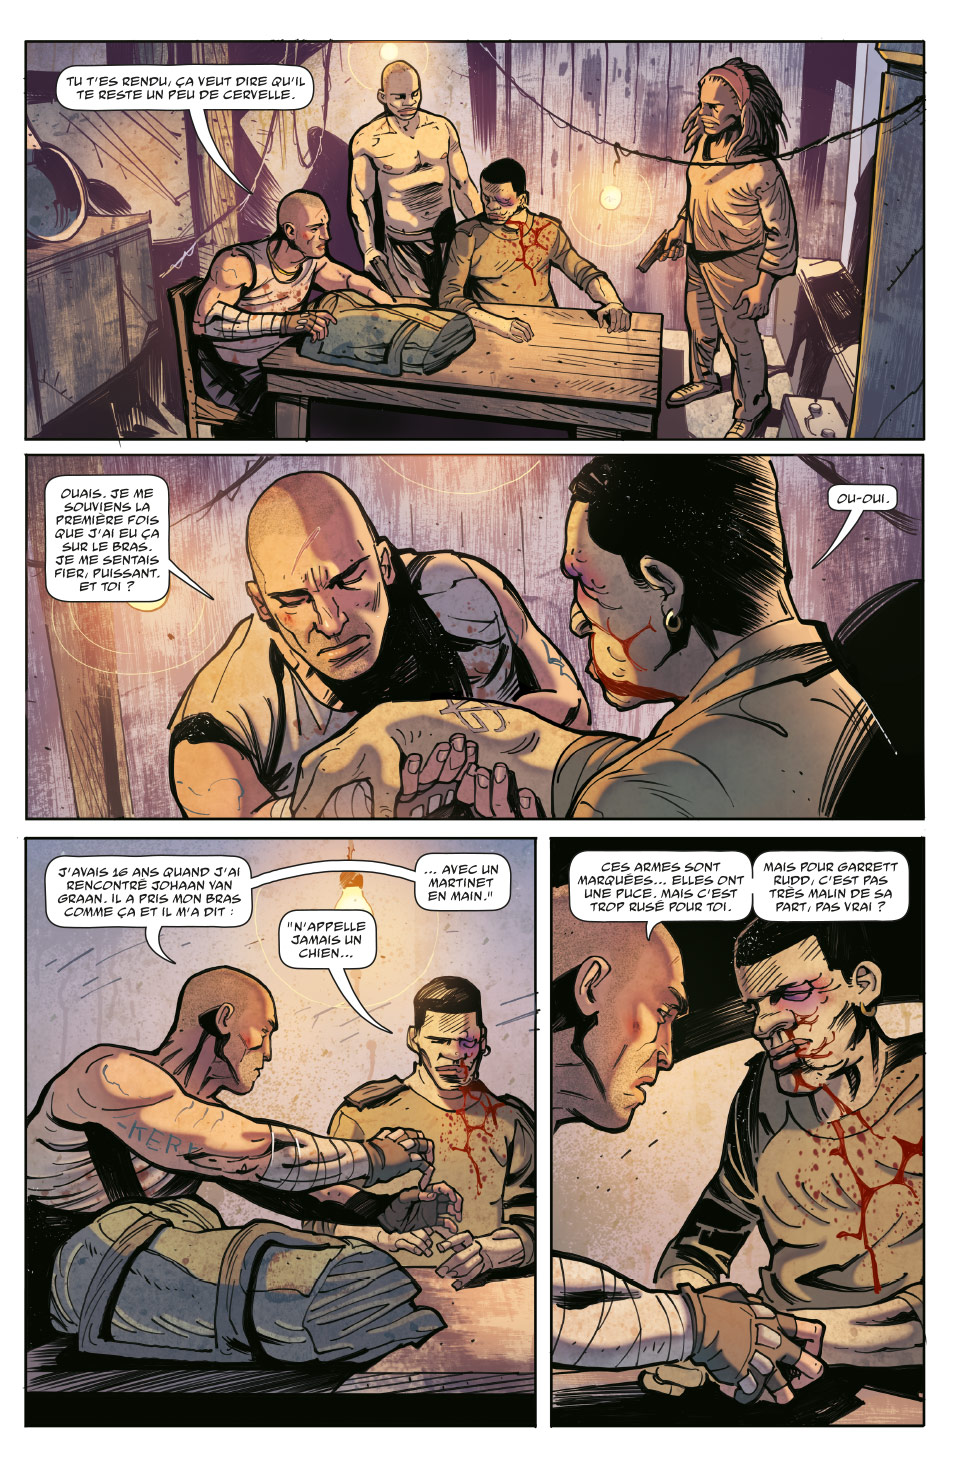 TU T'ES RENDU, ÇA VEUT DIRE QU'IL
TE RESTE UN PEU DE CERVELLE.
OUAIS. JE ME
SOUVIENS LA
PREMIÈRE FOIS
QUE J'AI EU ÇA
SUR LE BRAS.
JE ME SENTAIS
FIER, PUISSANT.
ET TOI ?
OU-OUI.
J'AVAIS 16 ANS QUAND J'AI
RENCONTRÉ JOHAAN VAN
GRAAN. IL A PRIS MON BRAS
COMME ÇA ET IL M'A DIT :
"N'APPELLE
JAMAIS UN
CHIEN...
... AVEC UN
MARTINET
EN MAIN."
CES ARMES SONT
MARQUÉES... ELLES ONT
UNE PUCE. MAIS C'EST
TROP RUSÉ POUR TOI.
MAIS POUR GARRETT
RUDD, C'EST PAS
TRÈS MALIN DE SA
PART, PAS VRAI ?